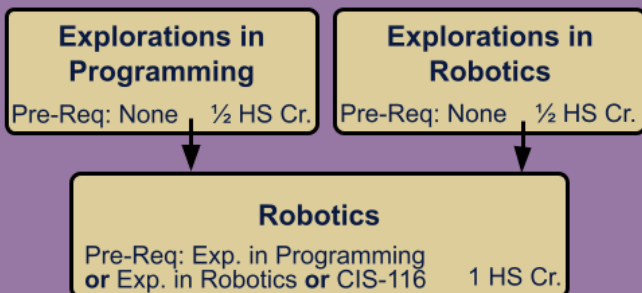 Explorations in
Programming
Pre-Req: None ½ HS Cr.
Explorations in
Robotics
Pre-Req: None ½ HS Cr.
Robotics
Pre-Req: Exp. in Programming
or Exp. in Robotics or CIS-116 1 HS Cr.